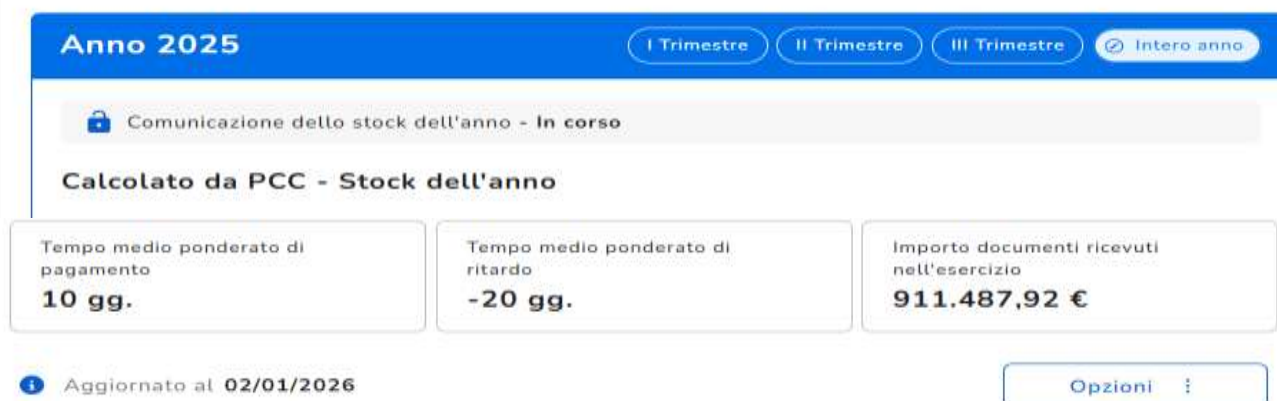 Anno 2025
I Trimestre II Trimestre III Trimestre Intero anno
Comunicazione dello stock dell'anno - In corso
Calcolato da PCC - Stock dell'anno
Tempo medio ponderato di
pagamento
10 gg.
Tempo medio ponderato di
ritardo
-20 gg.
Importo documenti ricevuti
nell'esercizio
911.487,92 €
Aggiornato al 02/01/2026
Opzioni